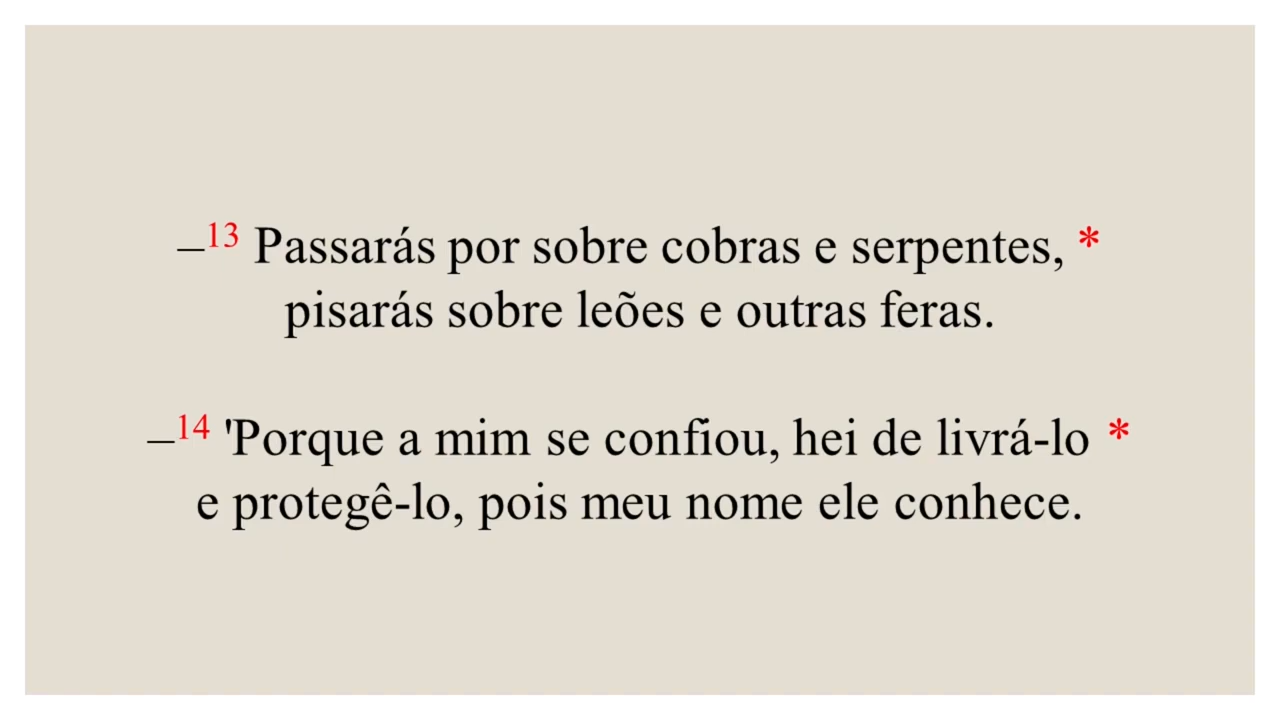 –13 Passarás por sobre cobras e serpentes, *
pisarás sobre leões e outras feras.
–14 'Porque a mim se confiou, hei de livrá-lo *
e protegê-lo, pois meu nome ele conhece.